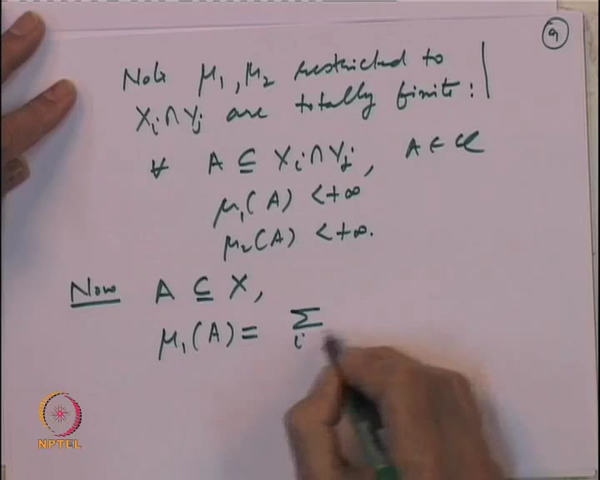 9
Note μ₁, μ₂ restricted to
Xᵢ ∩ Yⱼ are totally finite:
∀ A ⊆ Xᵢ ∩ Yⱼ, A ∈ 𝒜
μ₁(A) < +∞
μ₂(A) < +∞.
Now A ⊆ X,
μ₁(A) = Σ i
NPTEL